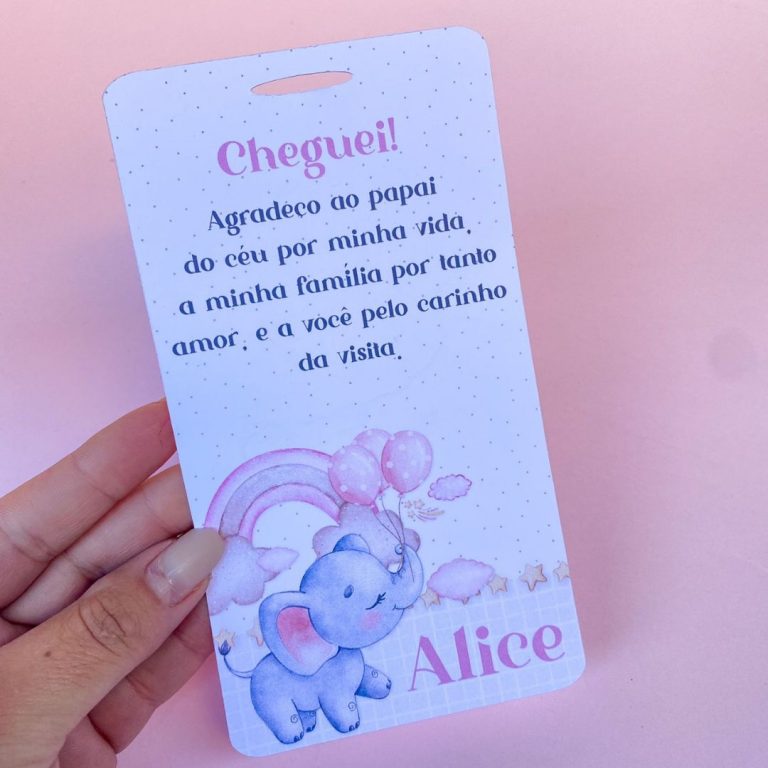 Cheguei!
Agradeço ao papai
do céu por minha vida,
a minha família por tanto
amor, e a você pelo carinho
da visita.
Alice